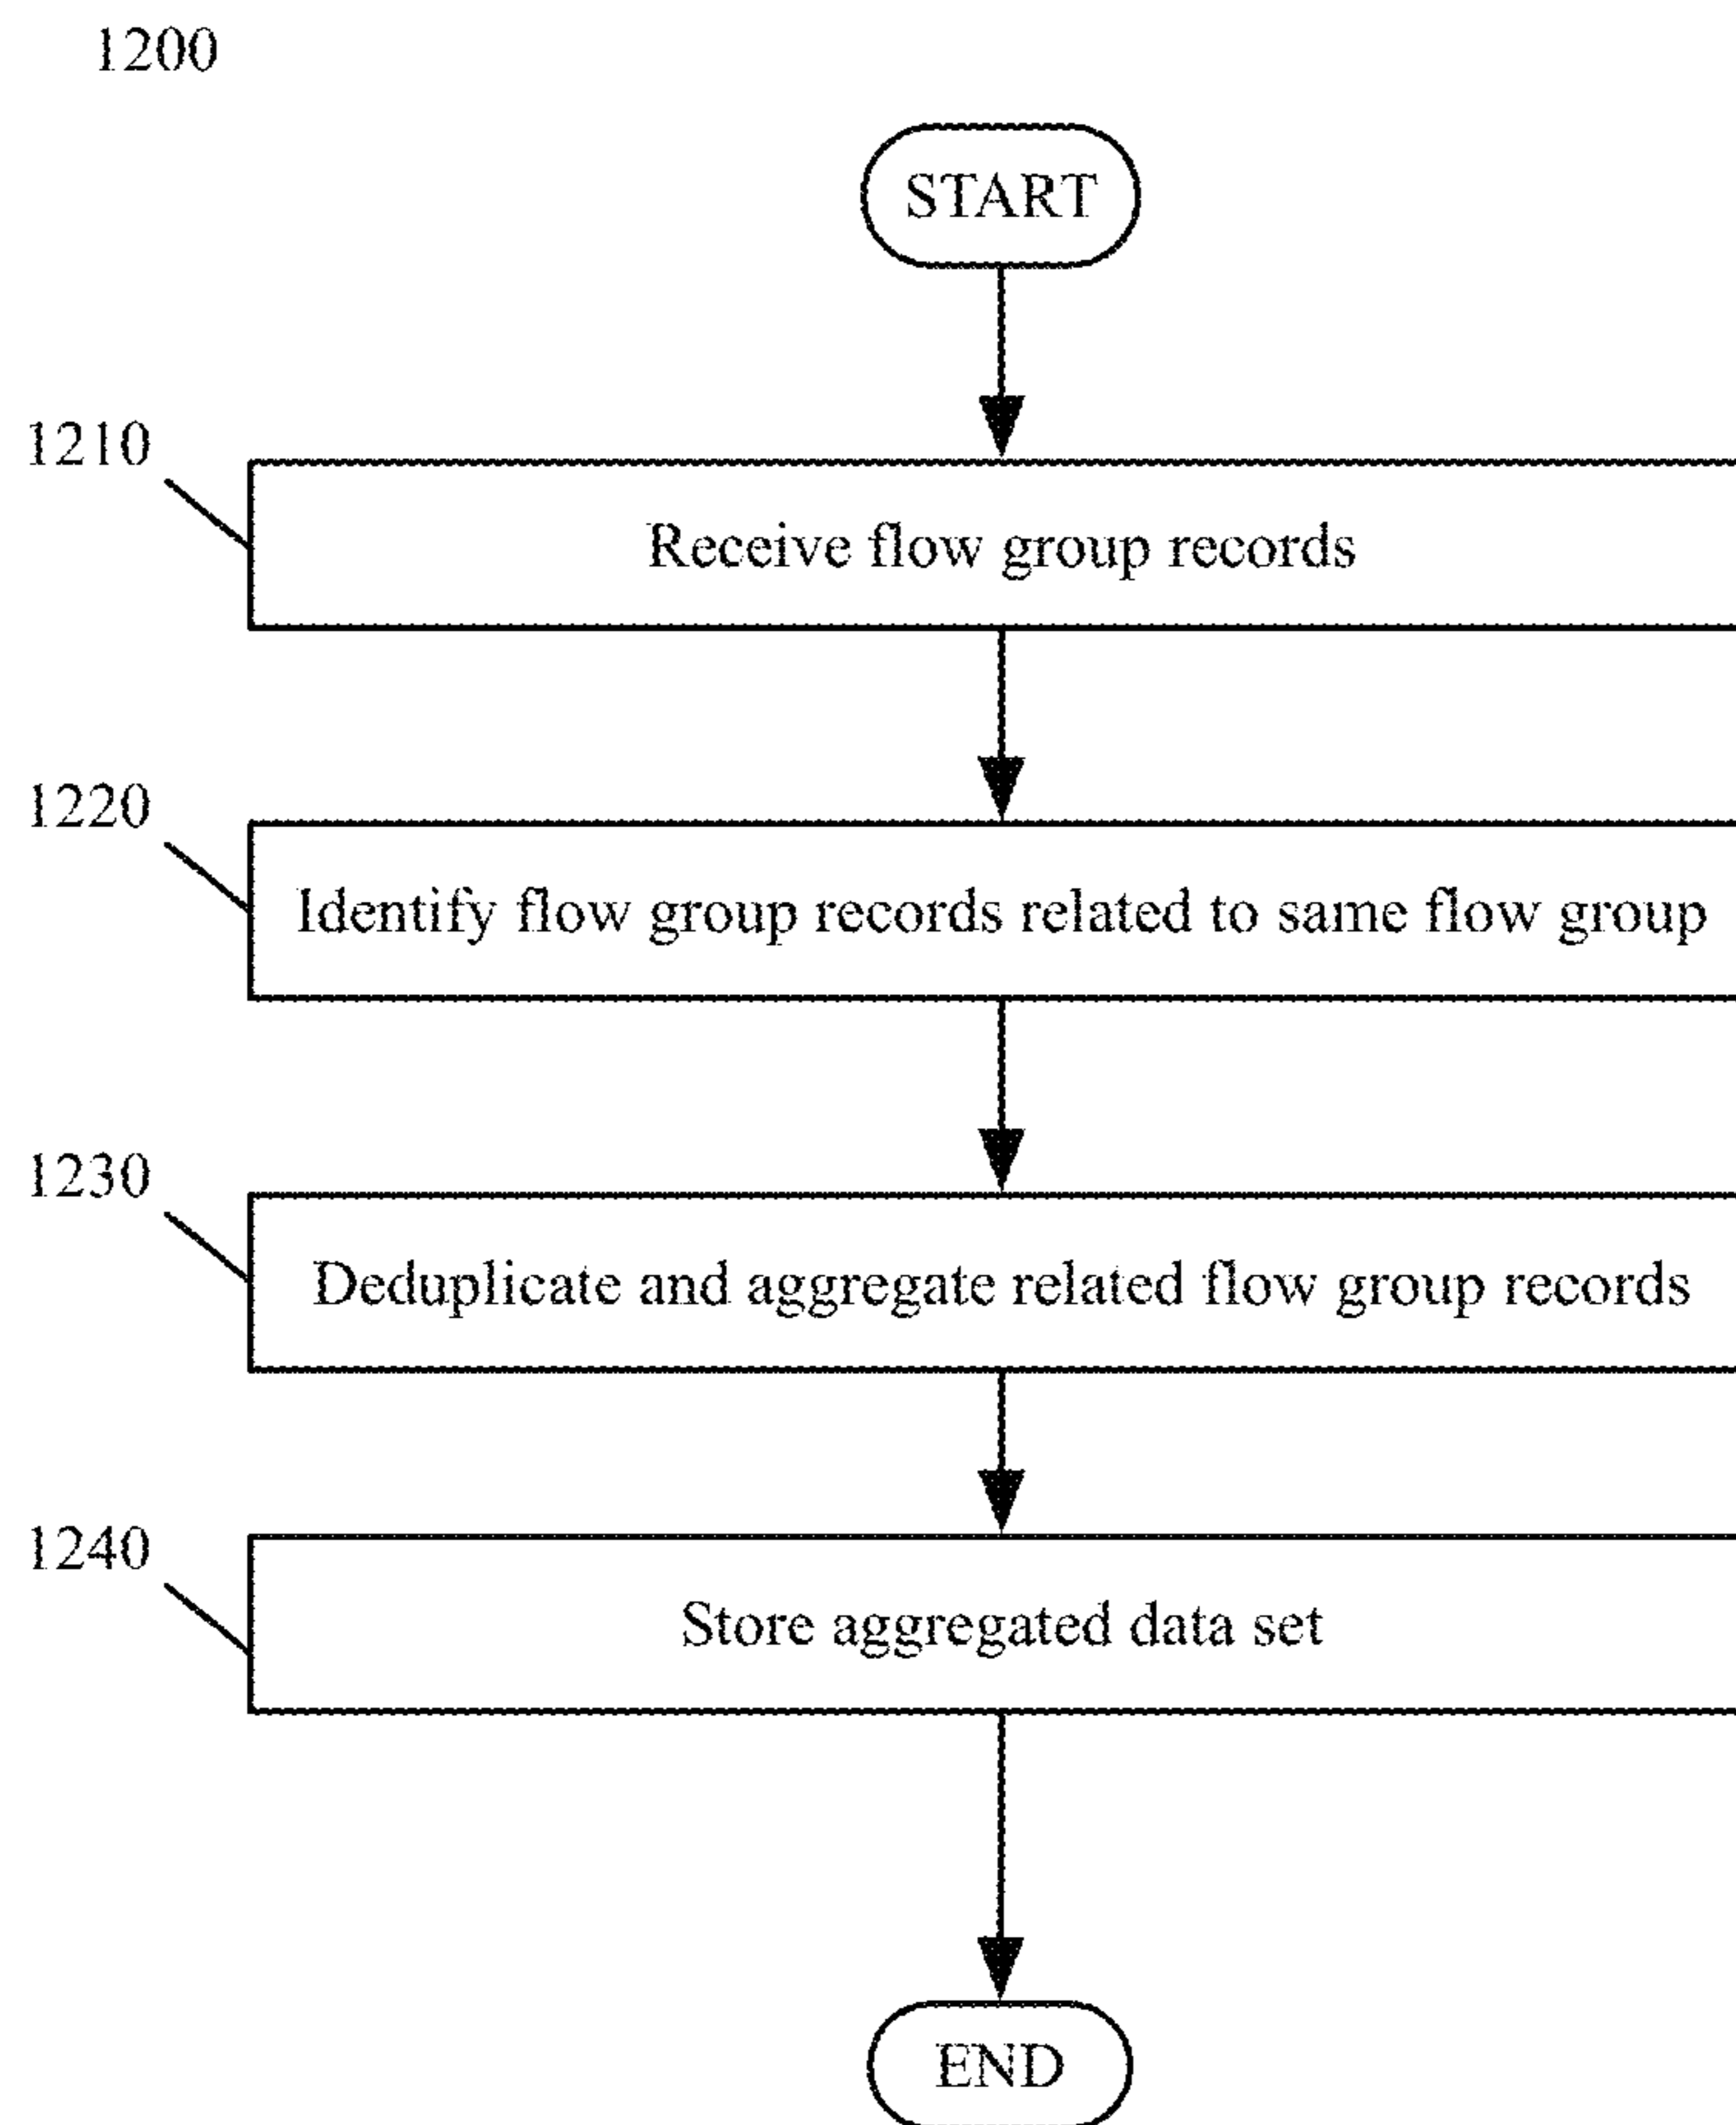 1200
START
1210
Receive flow group records
1220
Identify flow group records related to same flow group
1230
Deduplicate and aggregate related flow group records
1240
Store aggregated data set
END